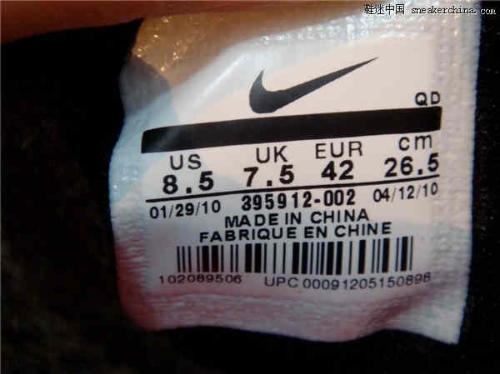 鞋迷中国 sneakerchina.com
QD
US UK EUR cm
8.5 7.5 42 26.5
01/29/10 395912-002 04/12/10
MADE IN CHINA
FABRIQUE EN CHINE
102089506 UPC 00091205150898